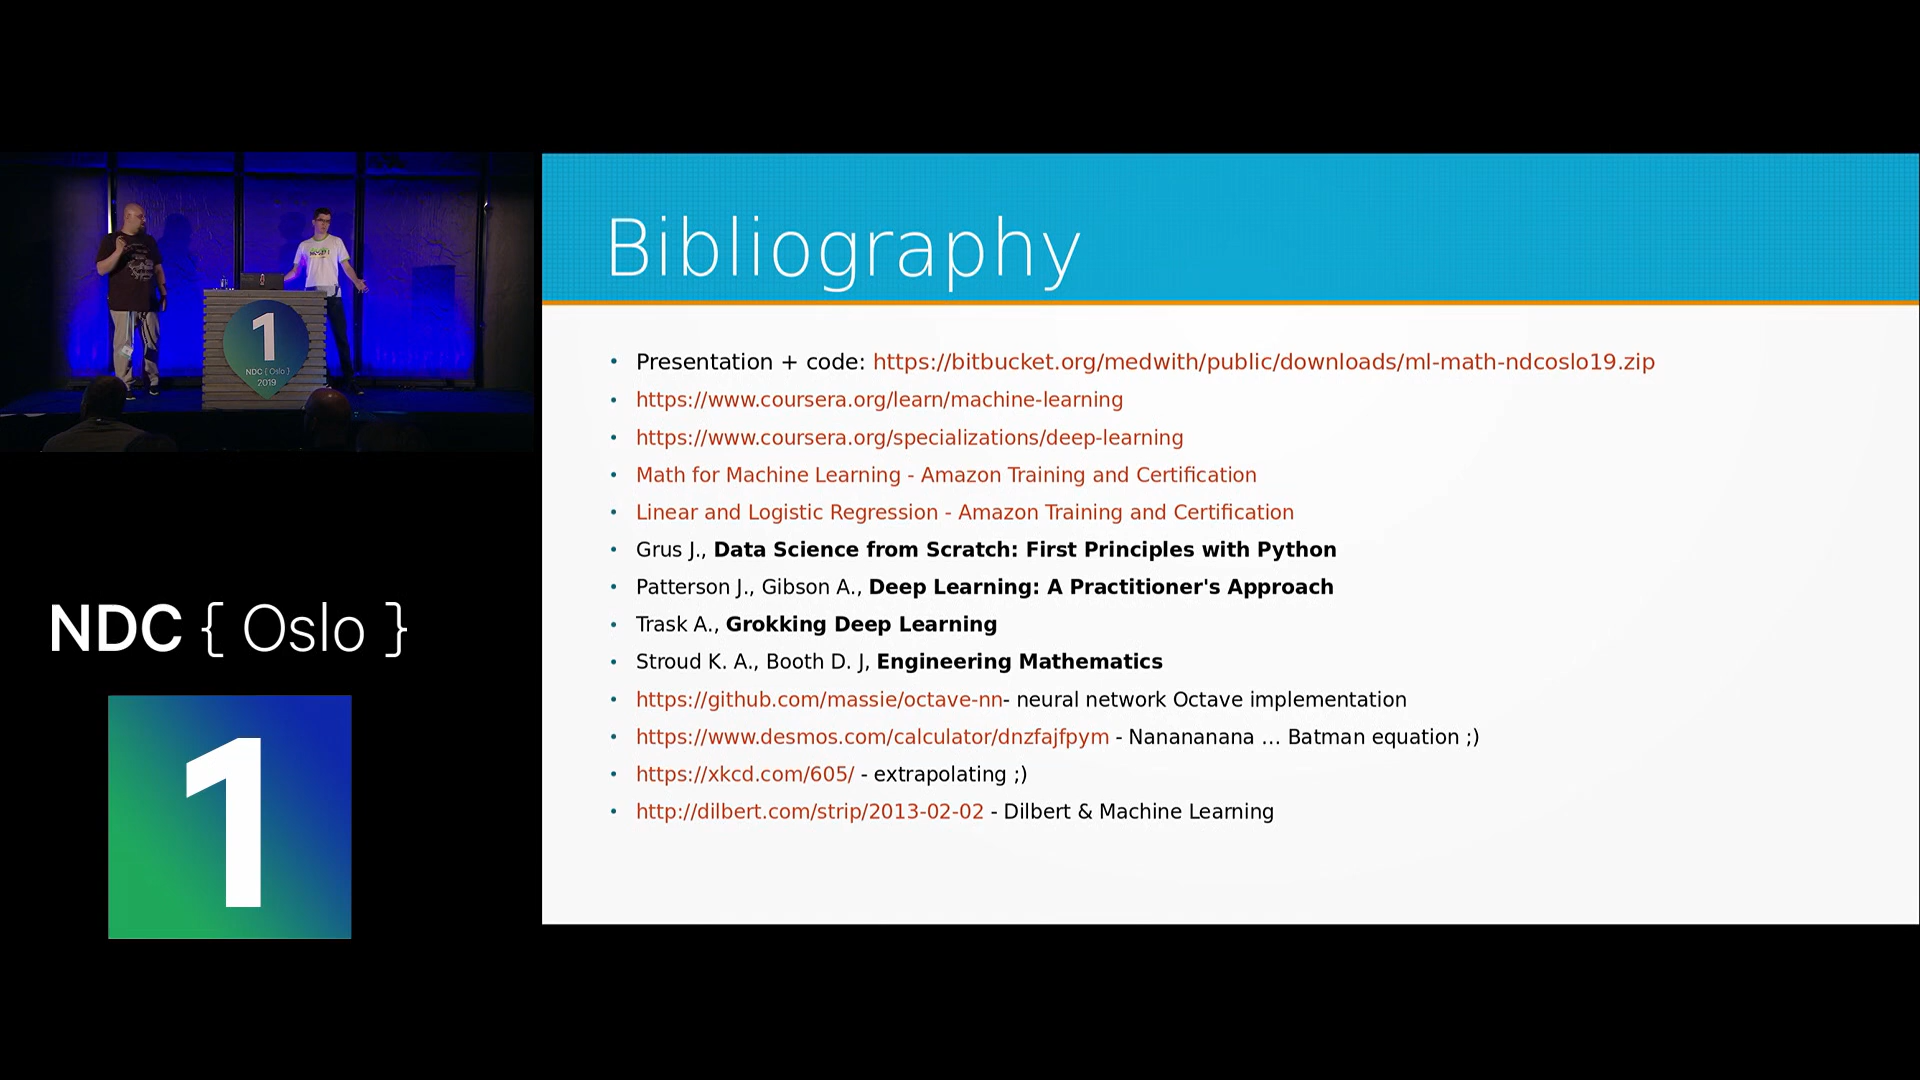 Bibliography
• Presentation + code: https://bitbucket.org/medwith/public/downloads/ml-math-ndcoslo19.zip
• https://www.coursera.org/learn/machine-learning
• https://www.coursera.org/specializations/deep-learning
• Math for Machine Learning - Amazon Training and Certification
• Linear and Logistic Regression - Amazon Training and Certification
• Grus J., Data Science from Scratch: First Principles with Python
• Patterson J., Gibson A., Deep Learning: A Practitioner's Approach
• Trask A., Grokking Deep Learning
• Stroud K. A., Booth D. J, Engineering Mathematics
• https://github.com/massie/octave-nn- neural network Octave implementation
• https://www.desmos.com/calculator/dnzfajfpym - Nanananana ... Batman equation ;)
• https://xkcd.com/605/ - extrapolating ;)
• http://dilbert.com/strip/2013-02-02 - Dilbert & Machine Learning
1
NDC { Oslo }
2019
NDC { Oslo }
1